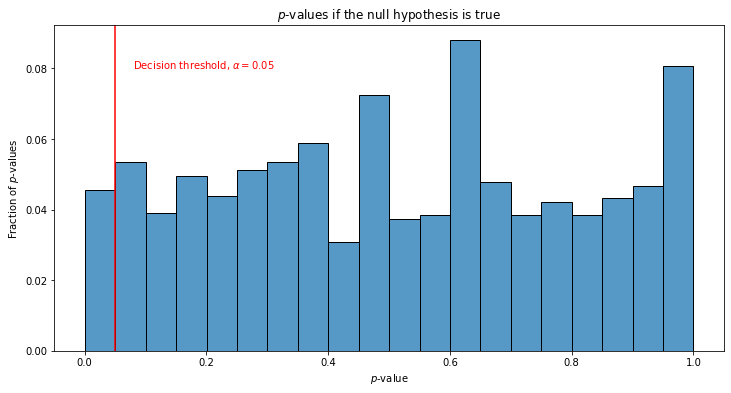 p-values if the null hypothesis is true
Decision threshold, α = 0.05
Fraction of p-values
0.08
0.06
0.04
0.02
0.00
0.0 0.2 0.4 0.6 0.8 1.0
p-value